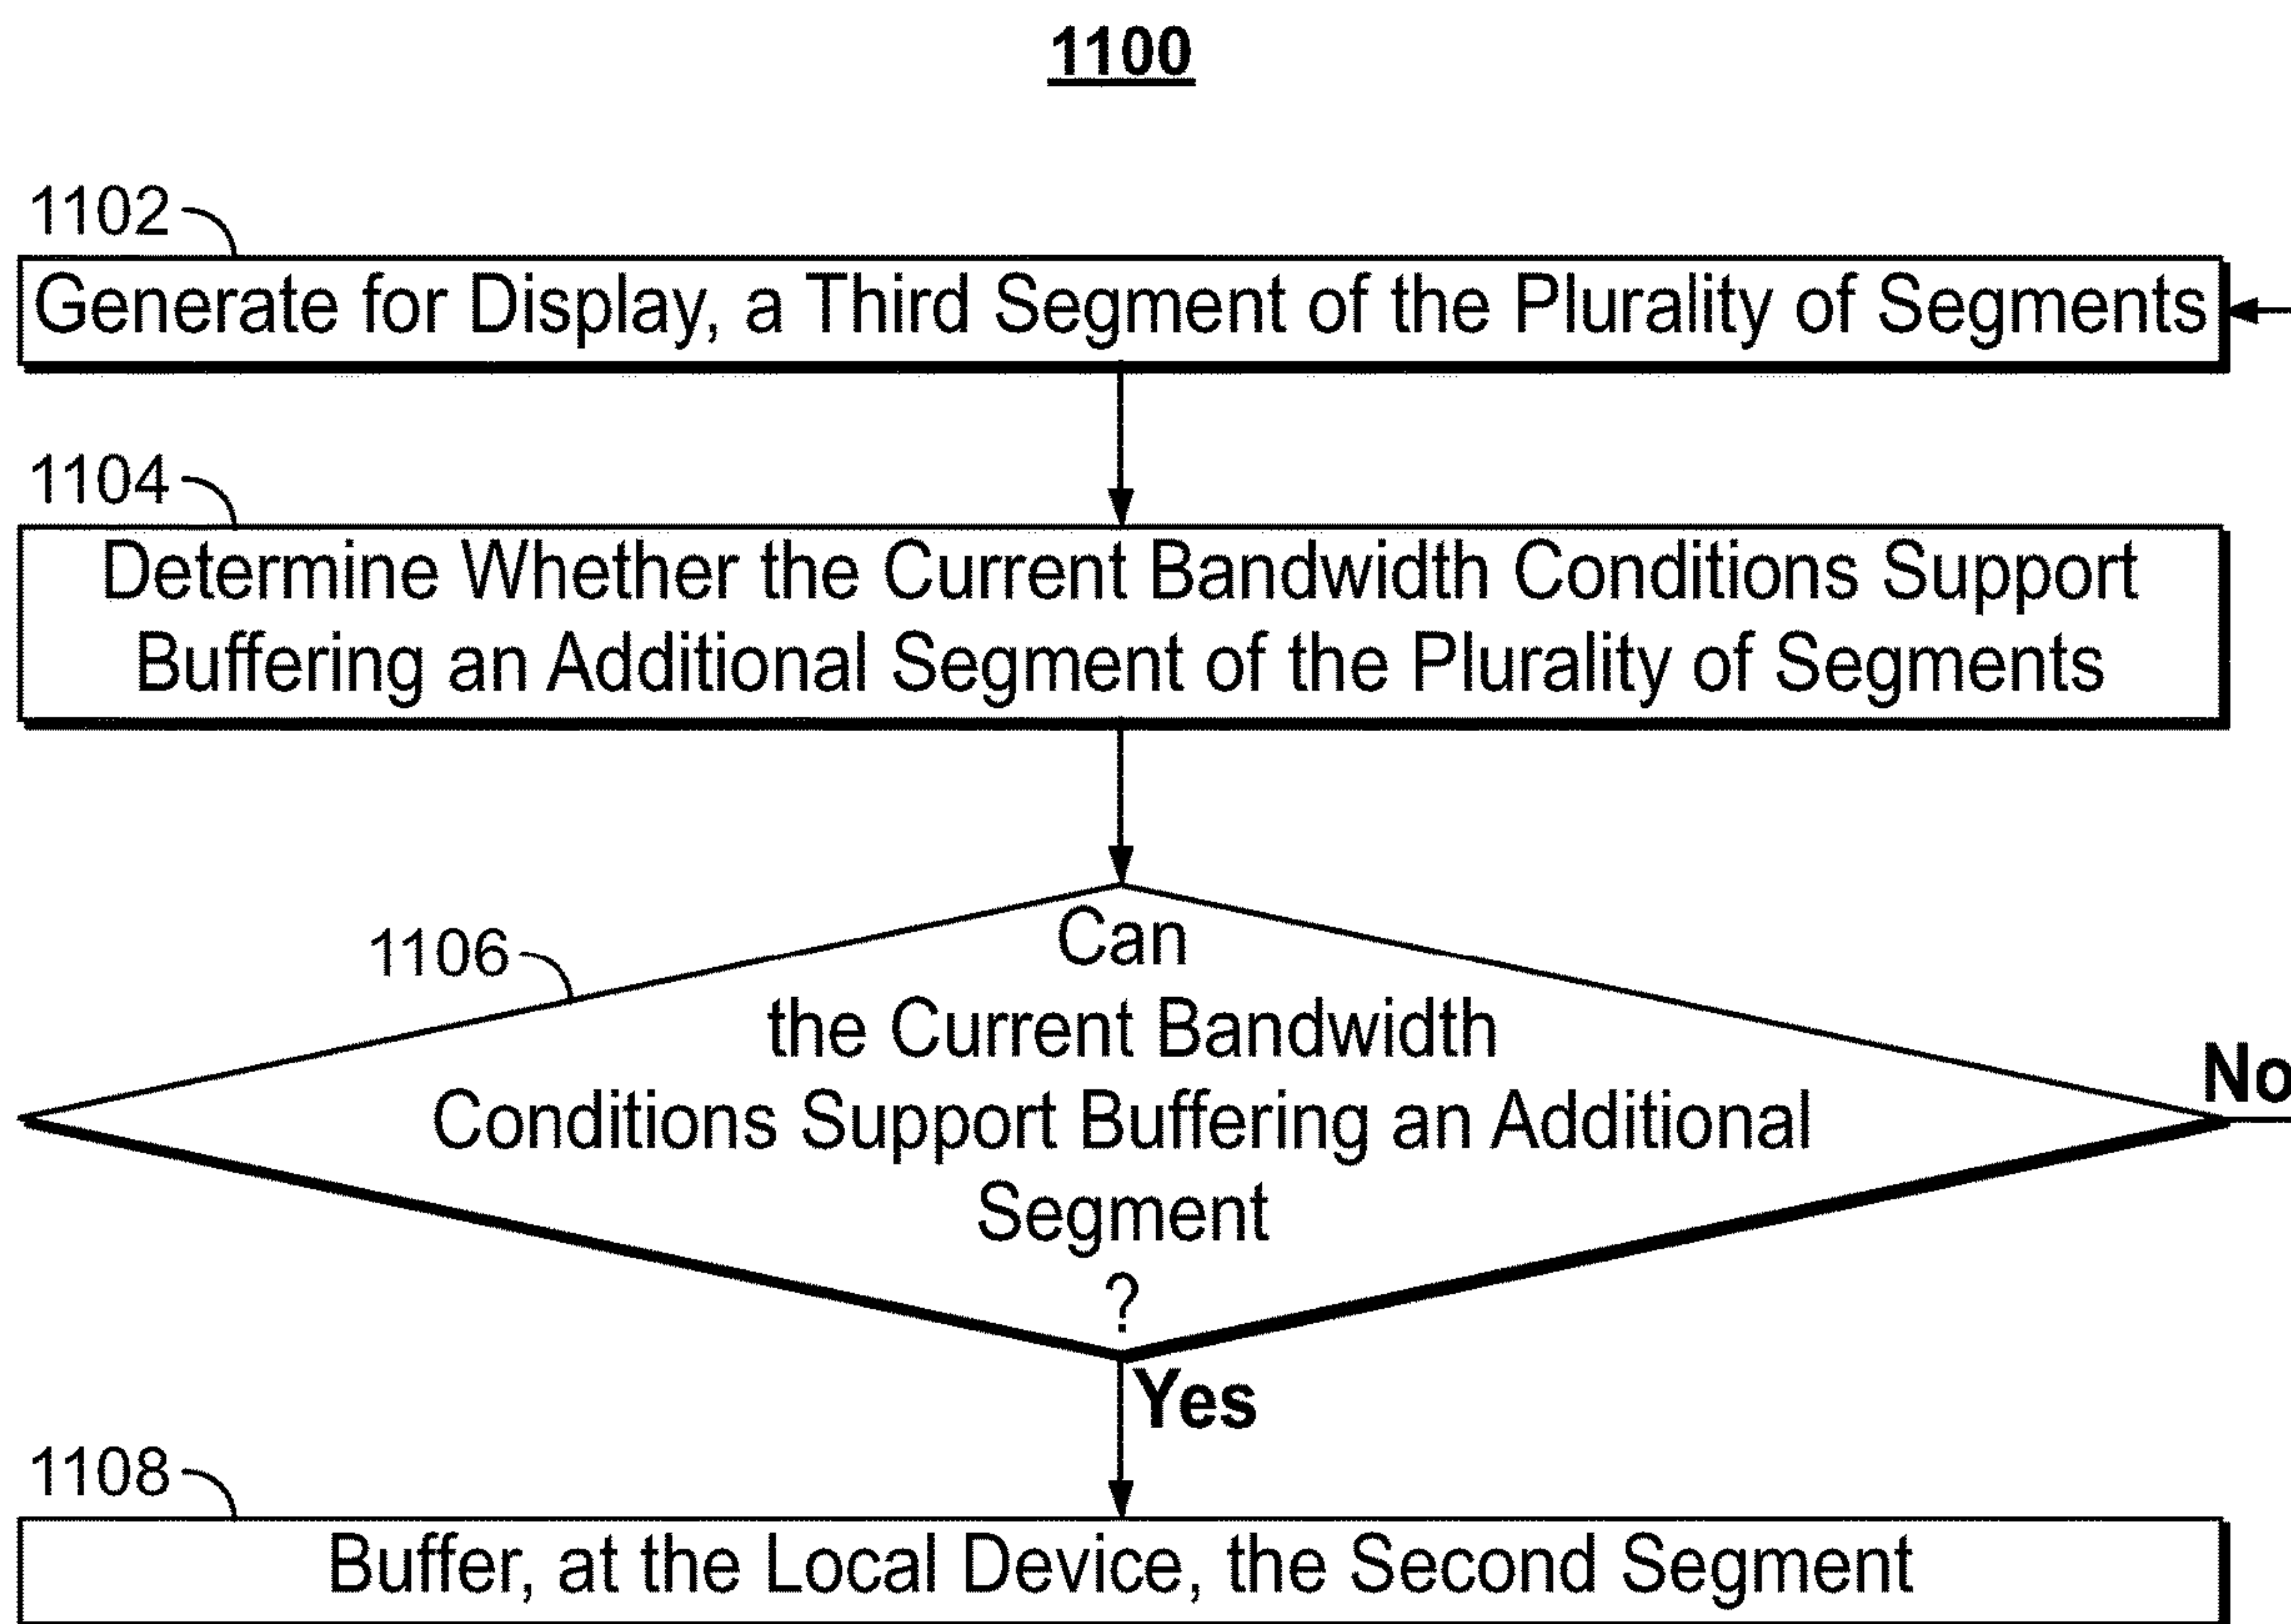 1100
1102
Generate for Display, a Third Segment of the Plurality of Segments
1104
Determine Whether the Current Bandwidth Conditions Support
Buffering an Additional Segment of the Plurality of Segments
1106
Can
the Current Bandwidth
Conditions Support Buffering an Additional
Segment
?
No
Yes
1108
Buffer, at the Local Device, the Second Segment